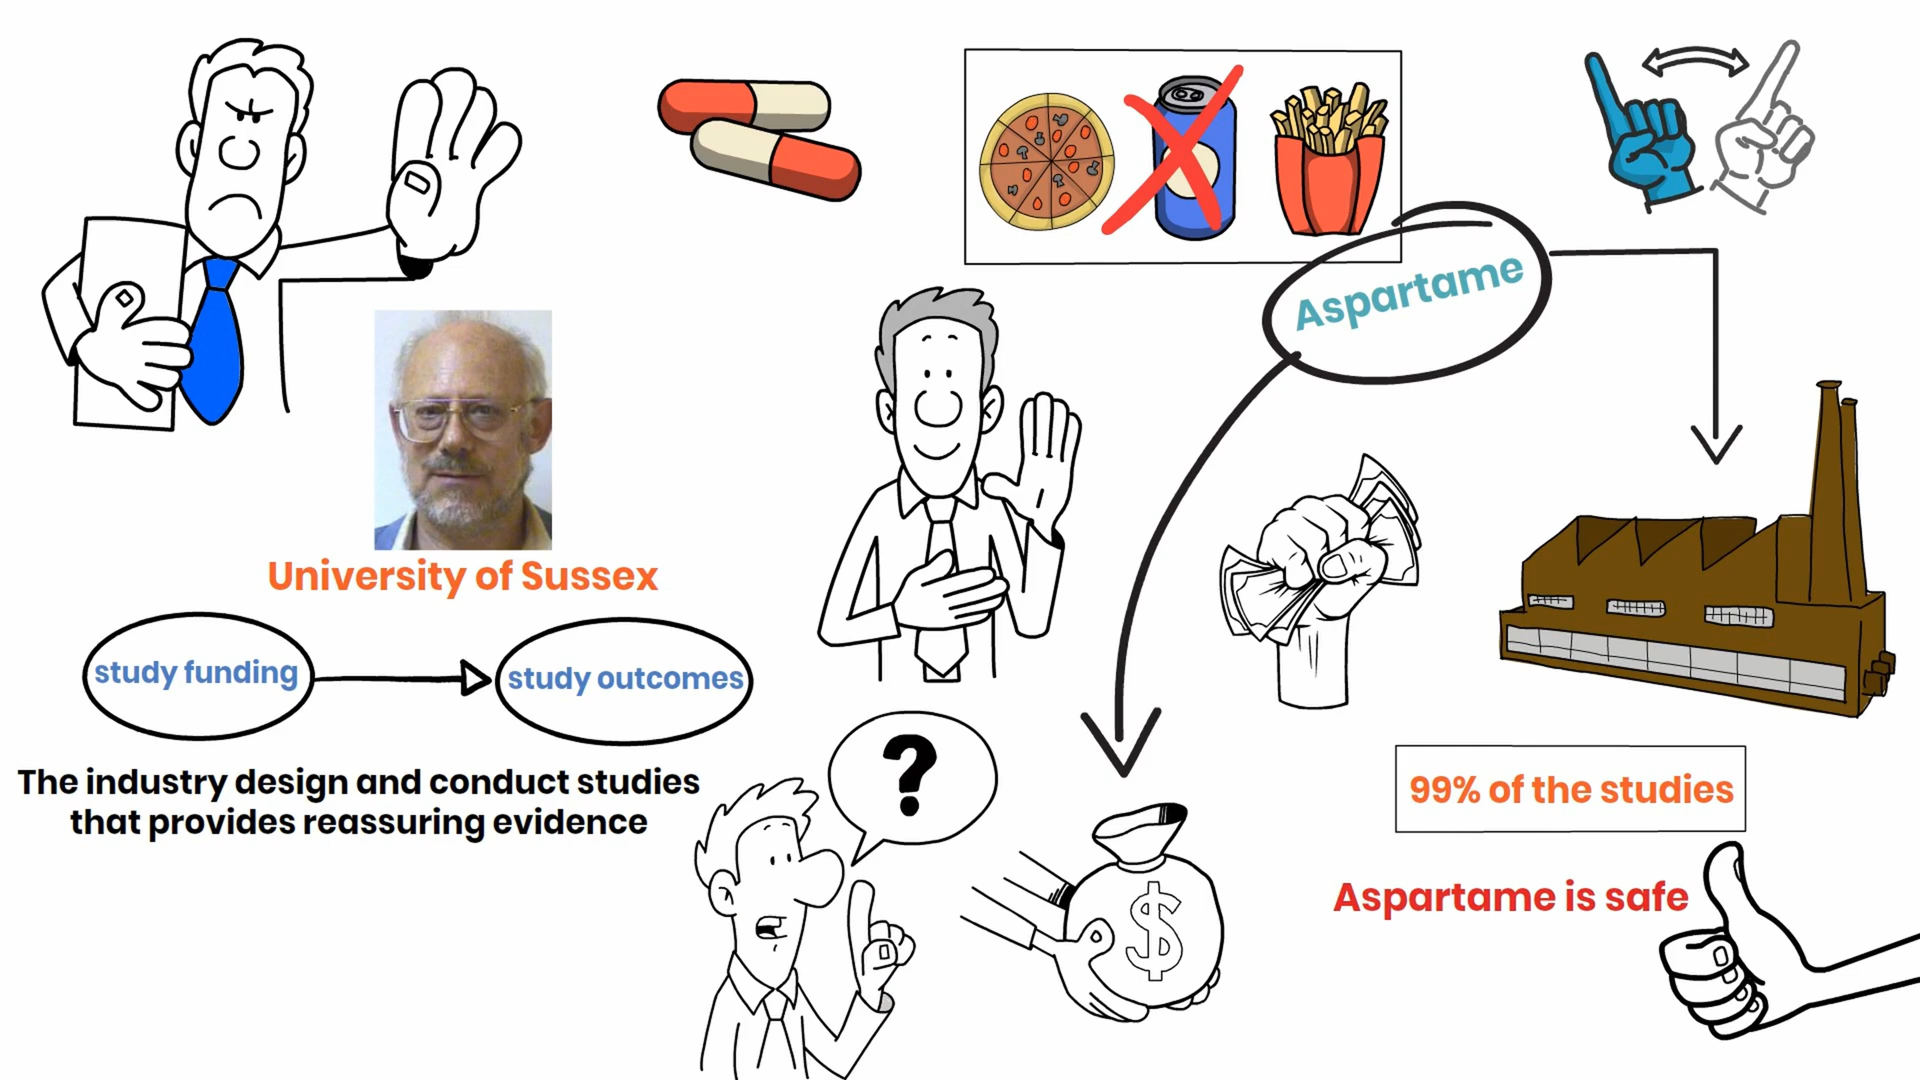 Aspartame
University of Sussex
study funding
study outcomes
The industry design and conduct studies
that provides reassuring evidence
?
$
99% of the studies
Aspartame is safe